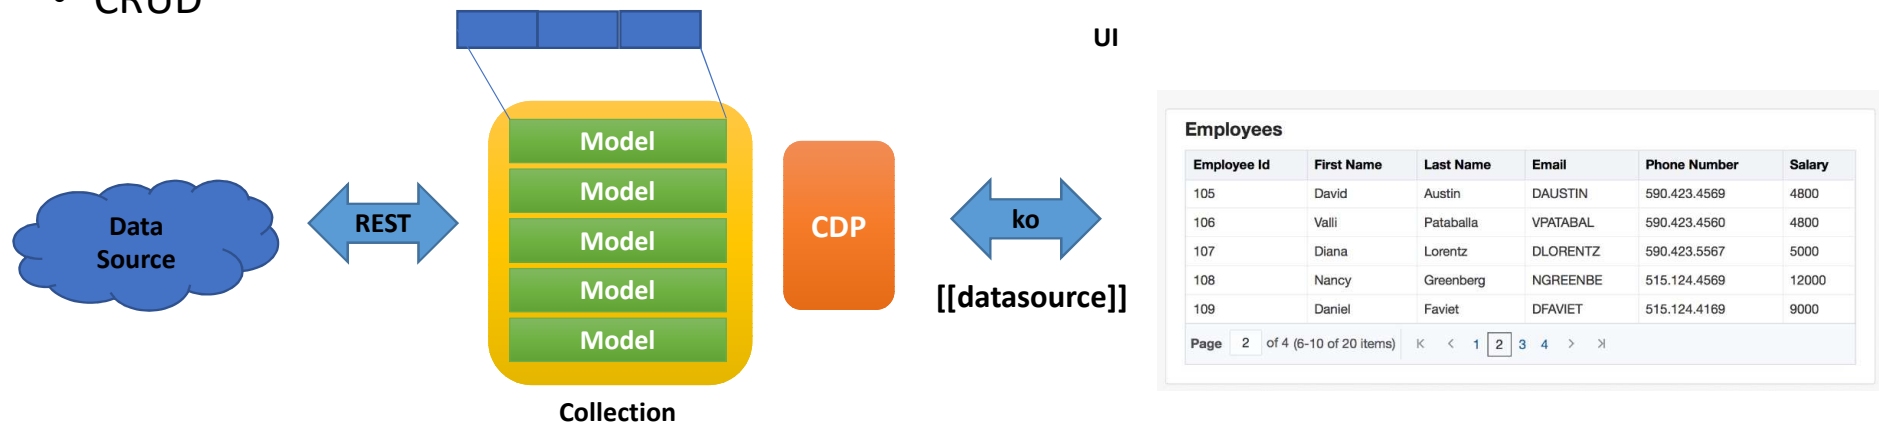 • CRUD
UI
Data
Source
REST
Model
Model
Model
Model
Model
Collection
CDP
ko
[[datasource]]
Employees
Employee Id First Name Last Name Email Phone Number Salary
105 David Austin DAUSTIN 590.423.4569 4800
106 Valli Pataballa VPATABAL 590.423.4560 4800
107 Diana Lorentz DLORENTZ 590.423.5567 5000
108 Nancy Greenberg NGREENBE 515.124.4569 12000
109 Daniel Faviet DFAVIET 515.124.4169 9000
Page 2 of 4 (6-10 of 20 items) K < 1 2 3 4 > >|